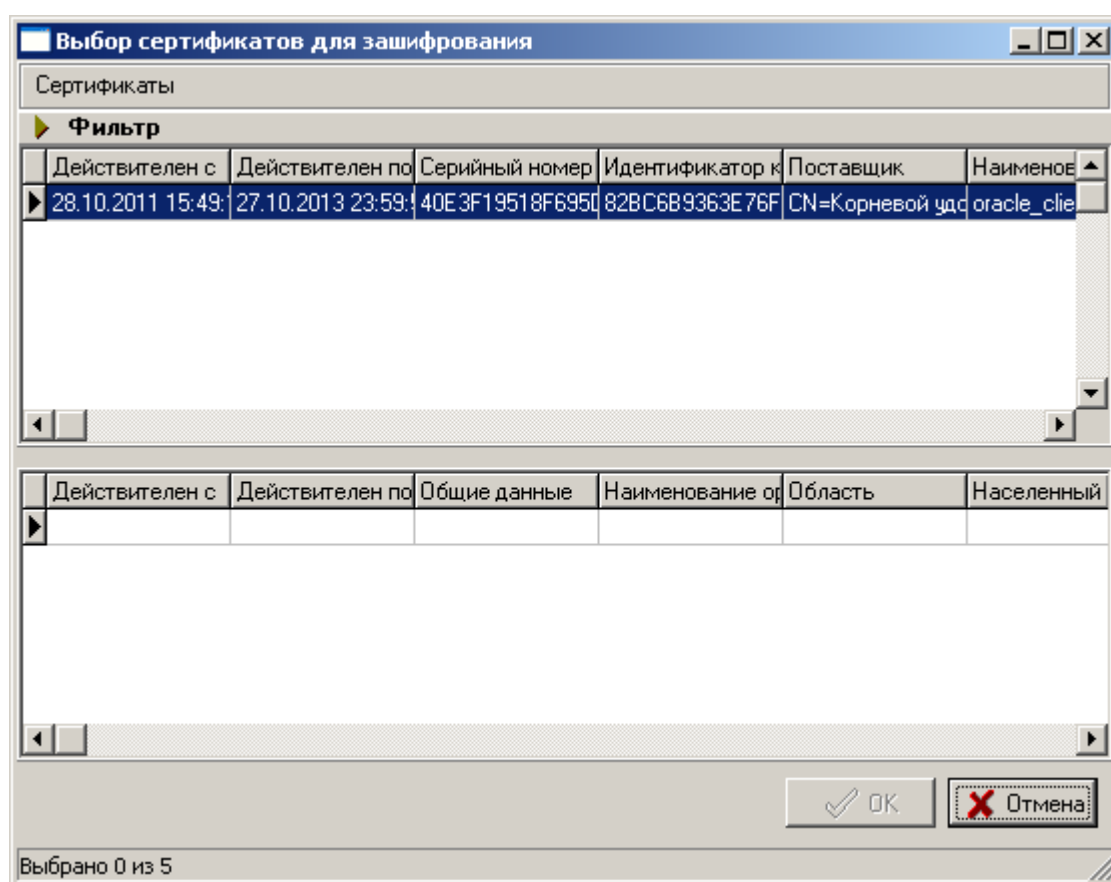 Выбор сертификатов для зашифрования
Сертификаты
Фильтр
Действителен с Действителен по Серийный номер Идентификатор к Поставщик Наименов
28.10.2011 15:49: 27.10.2013 23:59: 40E3F19518F695D 82BC6B9363E76F CN=Корневой удо oracle_clie
Действителен с Действителен по Общие данные Наименование ор Область Населенный
OK Отмена
Выбрано 0 из 5